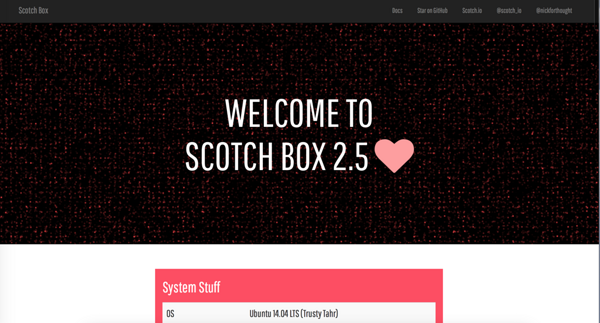 Scotch Box
Docs Star on GitHub Scotch.io @scotch_io @nickforthought
WELCOME TO
SCOTCH BOX 2.5
System Stuff
OS Ubuntu 14.04 LTS (Trusty Tahr)